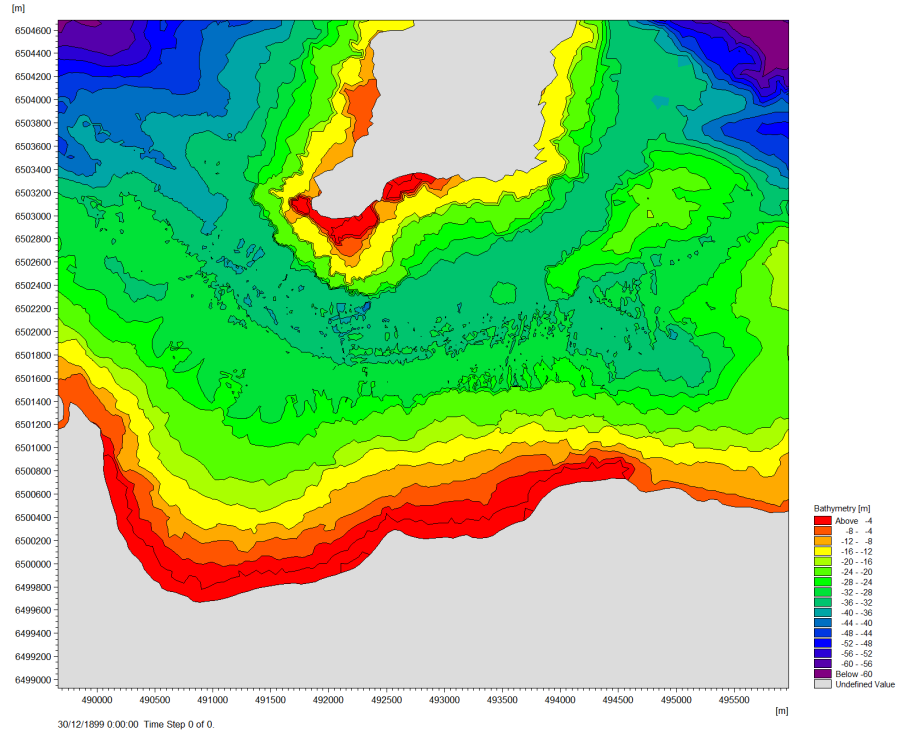 [m]
6504600
6504400
6504200
6504000
6503800
6503600
6503400
6503200
6503000
6502800
6502600
6502400
6502200
6502000
6501800
6501600
6501400
6501200
6501000
6500800
6500600
6500400
6500200
6500000
6499800
6499600
6499400
6499200
6499000
490000 490500 491000 491500 492000 492500 493000 493500 494000 494500 495000 495500
[m]
30/12/1899 0:00:00 Time Step 0 of 0.
Bathymetry [m]
Above -4
-8 - -4
-12 - -8
-16 - -12
-20 - -16
-24 - -20
-28 - -24
-32 - -28
-36 - -32
-40 - -36
-44 - -40
-48 - -44
-52 - -48
-56 - -52
-60 - -56
Below -60
Undefined Value